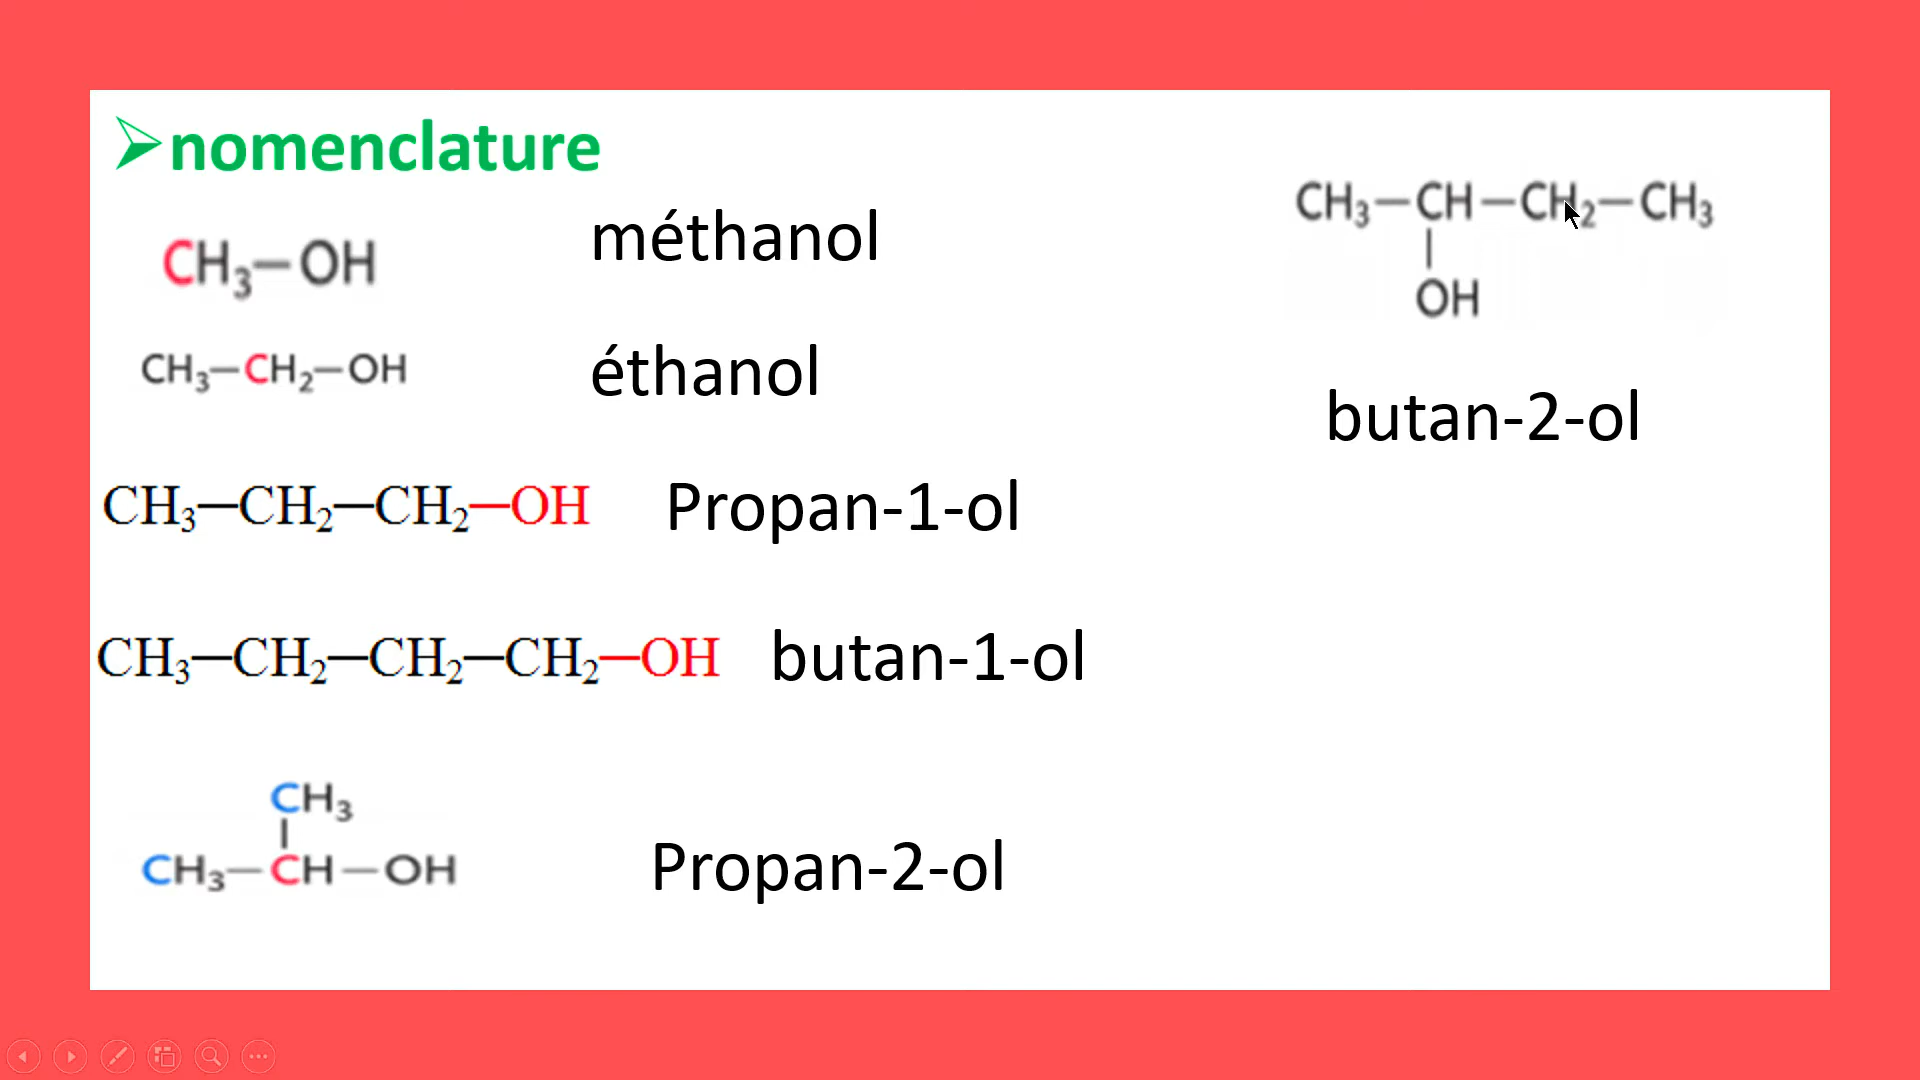 nomenclature
CH₃—OH méthanol
CH₃—CH₂—OH éthanol
CH₃—CH₂—CH₂—OH Propan-1-ol
CH₃—CH₂—CH₂—CH₂—OH butan-1-ol
CH₃
|
CH₃—CH—OH Propan-2-ol
CH₃—CH—CH₂—CH₃
|
OH
butan-2-ol